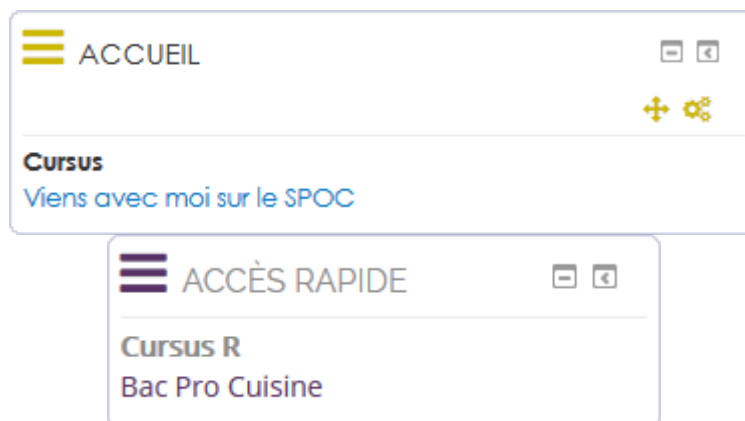 ACCUEIL
Cursus
Viens avec moi sur le SPOC
ACCÈS RAPIDE
Cursus R
Bac Pro Cuisine